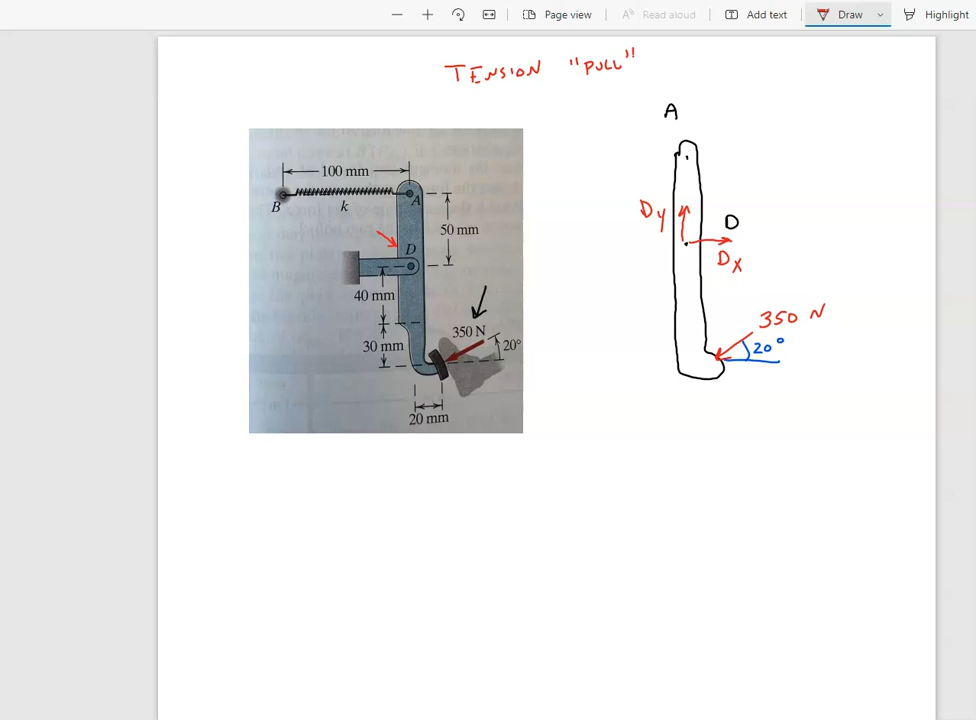 Page view
Read aloud
Add text
Draw
Highlight
TENSION "PULL"
A
100 mm
B
k
A
50 mm
D
40 mm
350 N
30 mm
20°
20 mm
Dy
D
Dx
350 N
20°